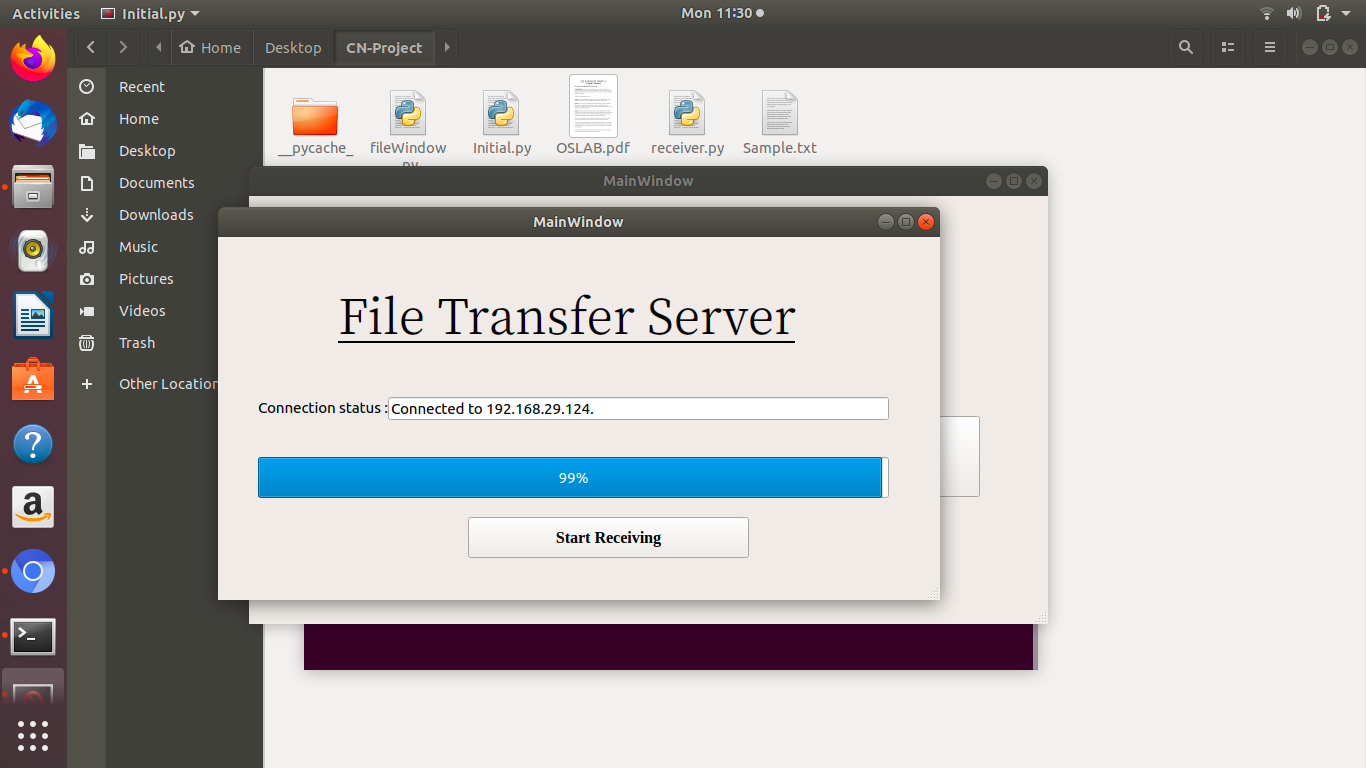 Activities
Initial.py
Mon 11:30
Home
Desktop
CN-Project
Recent
Home
Desktop
Documents
Downloads
Music
Pictures
Videos
Trash
Other Location
__pycache_
fileWindow
Initial.py
OSLAB.pdf
receiver.py
Sample.txt
MainWindow
MainWindow
File Transfer Server
Connection status : Connected to 192.168.29.124.
99%
Start Receiving